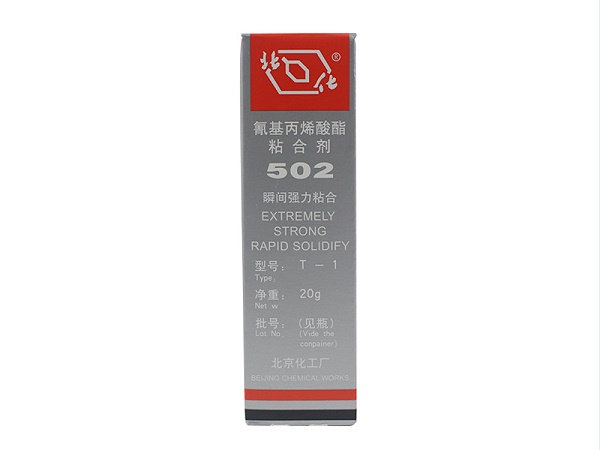 北化®
氰基丙烯酸酯
粘合剂
502
瞬间强力粘合
EXTREMELY
STRONG
RAPID SOLIDIFY
型号: T － 1
Type:
净重: 20g
Net w
批号: (见瓶)
Lot No. (Vide the
conpainer)
北京化工厂
BEIJING CHEMICAL WORKS